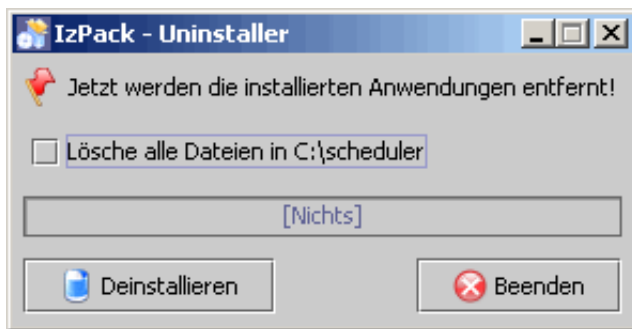 IzPack - Uninstaller
Jetzt werden die installierten Anwendungen entfernt!
Lösche alle Dateien in C:\scheduler
[Nichts]
Deinstallieren
Beenden